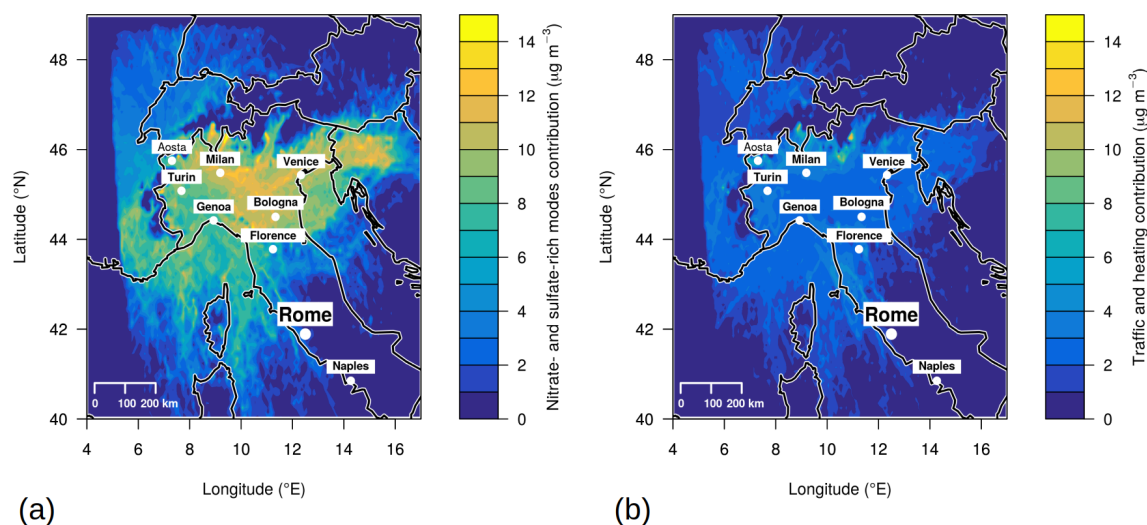 48
46
44
42
40
4 6 8 10 12 14 16
Latitude (°N)
Longitude (°E)
Aosta
Milan
Venice
Turin
Genoa
Bologna
Florence
Rome
Naples
0 100 200 km
14
12
10
8
6
4
2
0
Nitrate- and sulfate-rich modes contribution (µg m⁻³)
(a)
48
46
44
42
40
4 6 8 10 12 14 16
Latitude (°N)
Longitude (°E)
Aosta
Milan
Venice
Turin
Genoa
Bologna
Florence
Rome
Naples
0 100 200 km
14
12
10
8
6
4
2
0
Traffic and heating contribution (µg m⁻³)
(b)